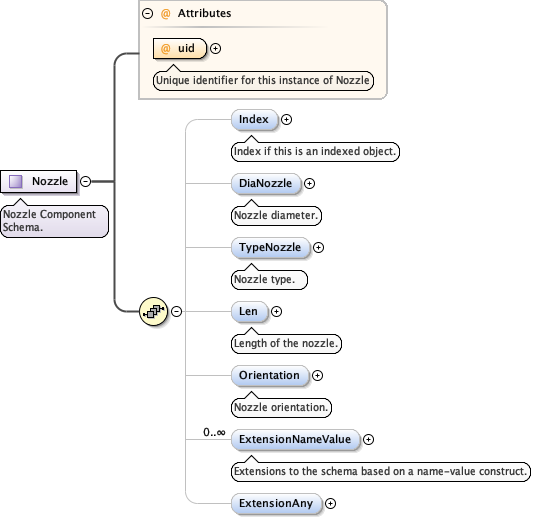 @ Attributes
@ uid
Unique identifier for this instance of Nozzle
Nozzle
Nozzle Component
Schema.
Index
Index if this is an indexed object.
DiaNozzle
Nozzle diameter.
TypeNozzle
Nozzle type.
Len
Length of the nozzle.
Orientation
Nozzle orientation.
0..∞
ExtensionNameValue
Extensions to the schema based on a name-value construct.
ExtensionAny